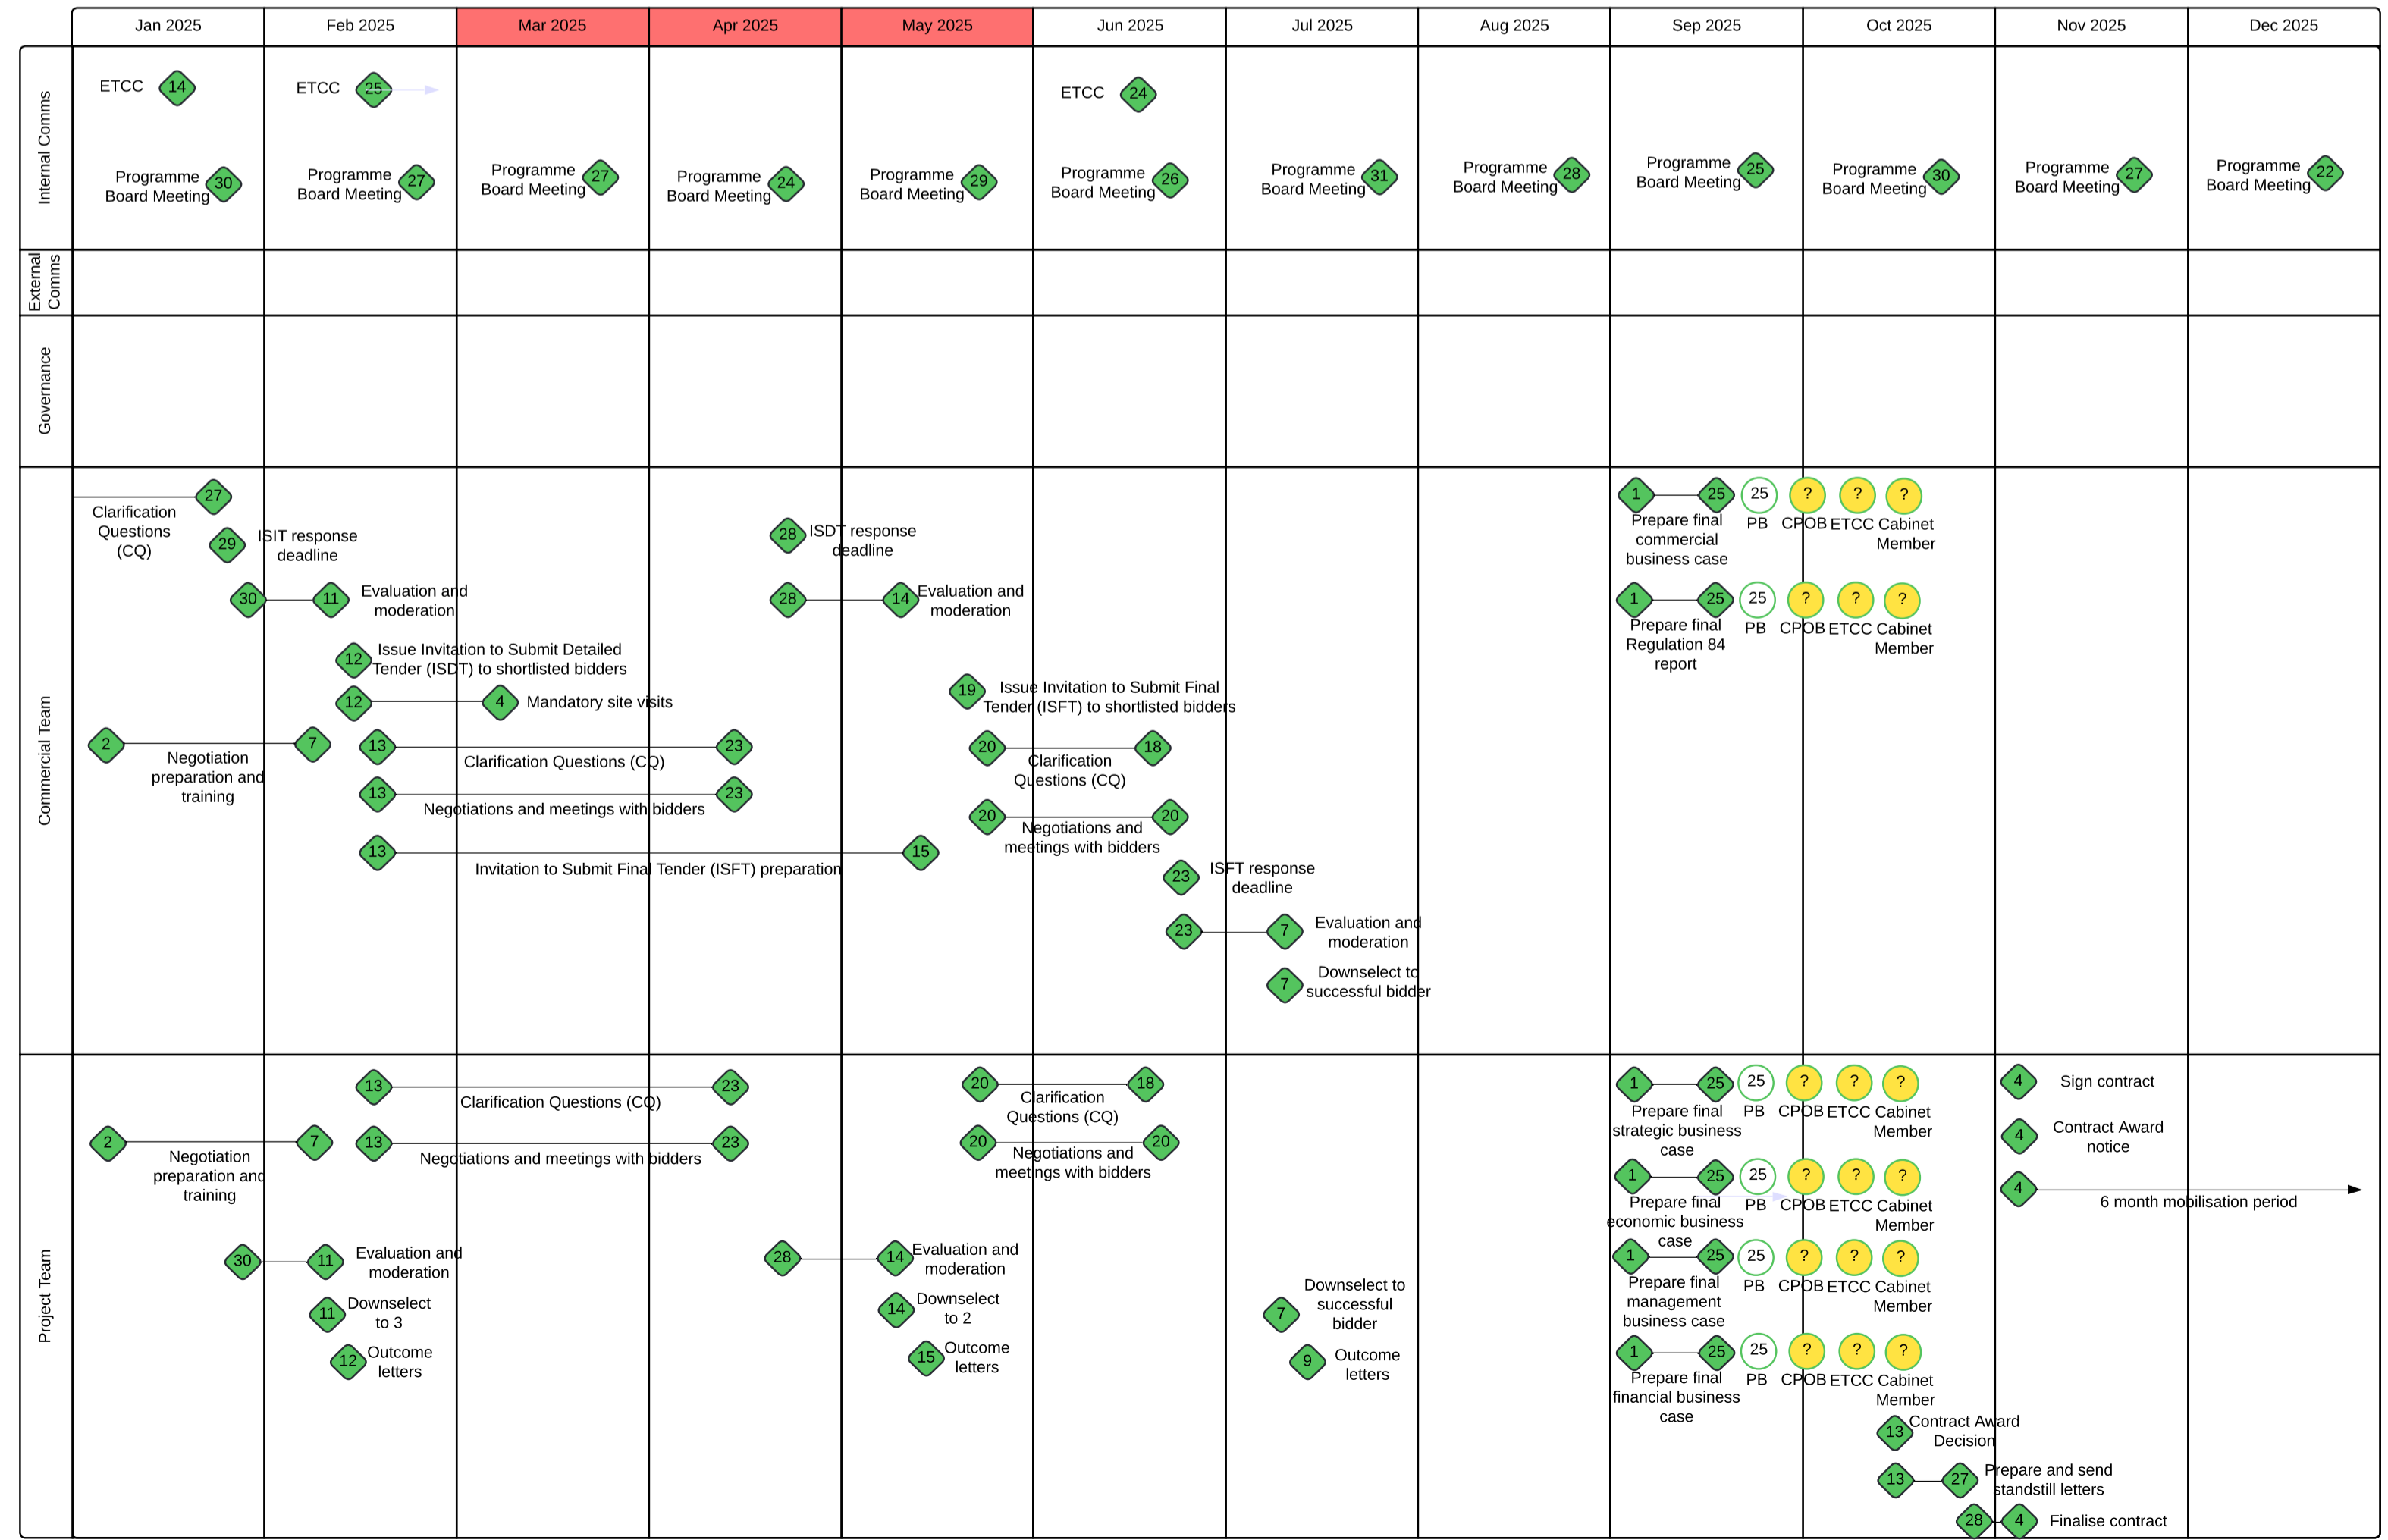 Jan 2025
Feb 2025
Mar 2025
Apr 2025
May 2025
Jun 2025
Jul 2025
Aug 2025
Sep 2025
Oct 2025
Nov 2025
Dec 2025
Internal Comms
ETCC
14
ETCC
25
ETCC
24
Programme
Board Meeting
30
Programme
Board Meeting
27
Programme
Board Meeting
27
Programme
Board Meeting
24
Programme
Board Meeting
29
Programme
Board Meeting
26
Programme
Board Meeting
31
Programme
Board Meeting
28
Programme
Board Meeting
25
Programme
Board Meeting
30
Programme
Board Meeting
27
Programme
Board Meeting
22
External
Comms
Governance
Commercial Team
27
Clarification
Questions
(CQ)
29
ISIT response
deadline
30
11
Evaluation and
moderation
12
Issue Invitation to Submit Detailed
Tender (ISDT) to shortlisted bidders
12
4
Mandatory site visits
2
7
Negotiation
preparation and
training
13
23
Clarification Questions (CQ)
13
23
Negotiations and meetings with bidders
13
15
Invitation to Submit Final Tender (ISFT) preparation
28
ISDT response
deadline
28
14
Evaluation and
moderation
19
Issue Invitation to Submit Final
Tender (ISFT) to shortlisted bidders
20
18
Clarification
Questions (CQ)
20
20
Negotiations and
meetings with bidders
23
ISFT response
deadline
23
7
Evaluation and
moderation
7
Downselect to
successful bidder
1
25
25
?
?
?
Prepare final
commercial
business case
PB
CPOB
ETCC
Cabinet
Member
1
25
25
?
?
?
Prepare final
Regulation 84
report
PB
CPOB
ETCC
Cabinet
Member
Project Team
13
23
Clarification Questions (CQ)
2
7
Negotiation
preparation and
training
13
23
Negotiations and meetings with bidders
30
11
Evaluation and
moderation
11
Downselect
to 3
12
Outcome
letters
20
18
Clarification
Questions (CQ)
20
20
Negotiations and
meetings with bidders
28
14
Evaluation and
moderation
14
Downselect
to 2
15
Outcome
letters
7
Downselect to
successful
bidder
9
Outcome
letters
1
25
25
?
?
?
Prepare final
strategic business
case
PB
CPOB
ETCC
Cabinet
Member
1
25
25
?
?
?
Prepare final
economic business
case
PB
CPOB
ETCC
Cabinet
Member
1
25
25
?
?
?
Prepare final
management
business case
PB
CPOB
ETCC
Cabinet
Member
1
25
25
?
?
?
Prepare final
financial business
case
PB
CPOB
ETCC
Cabinet
Member
13
Contract Award
Decision
13
27
Prepare and send
standstill letters
28
4
Finalise contract
4
Sign contract
4
Contract Award
notice
4
6 month mobilisation period